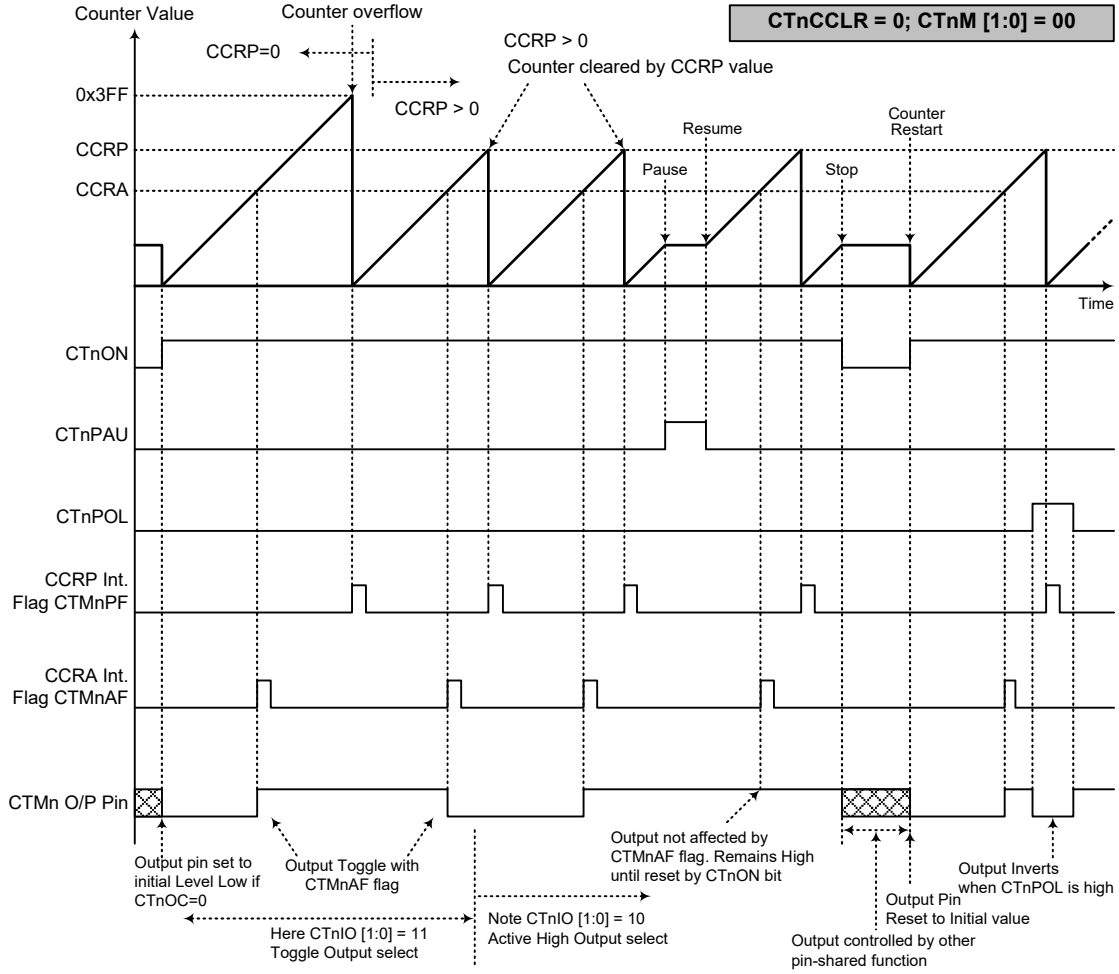 Counter Value
Counter overflow
CTnCCLR = 0; CTnM [1:0] = 00
CCRP=0
CCRP > 0
CCRP > 0
Counter cleared by CCRP value
0x3FF
CCRP
CCRA
Pause
Resume
Stop
Counter
Restart
Time
CTnON
CTnPAU
CTnPOL
CCRP Int.
Flag CTMnPF
CCRA Int.
Flag CTMnAF
CTMn O/P Pin
Output pin set to
initial Level Low if
CTnOC=0
Output Toggle with
CTMnAF flag
Here CTnIO [1:0] = 11
Toggle Output select
Note CTnIO [1:0] = 10
Active High Output select
Output not affected by
CTMnAF flag. Remains High
until reset by CTnON bit
Output Inverts
when CTnPOL is high
Output Pin
Reset to Initial value
Output controlled by other
pin-shared function